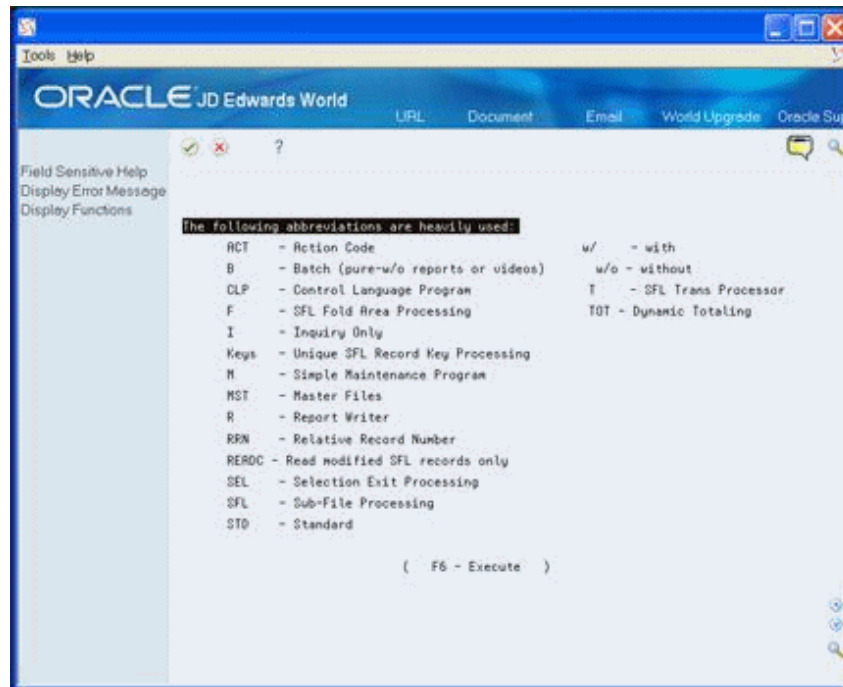 Tools Help
ORACLE JD Edwards World
URL Document Email World Upgrade Oracle Sup
?
Field Sensitive Help
Display Error Message
Display Functions
The following abbreviations are heavily used:
ACT - Action Code w/ - with
B - Batch (pure-w/o reports or videos) w/o - without
CLP - Control Language Program T - SFL Trans Processor
F - SFL Fold Area Processing TOT - Dynamic Totaling
I - Inquiry Only
Keys - Unique SFL Record Key Processing
M - Simple Maintenance Program
MST - Master Files
R - Report Writer
RRN - Relative Record Number
READC - Read modified SFL records only
SEL - Selection Exit Processing
SFL - Sub-File Processing
STD - Standard
( F6 - Execute )